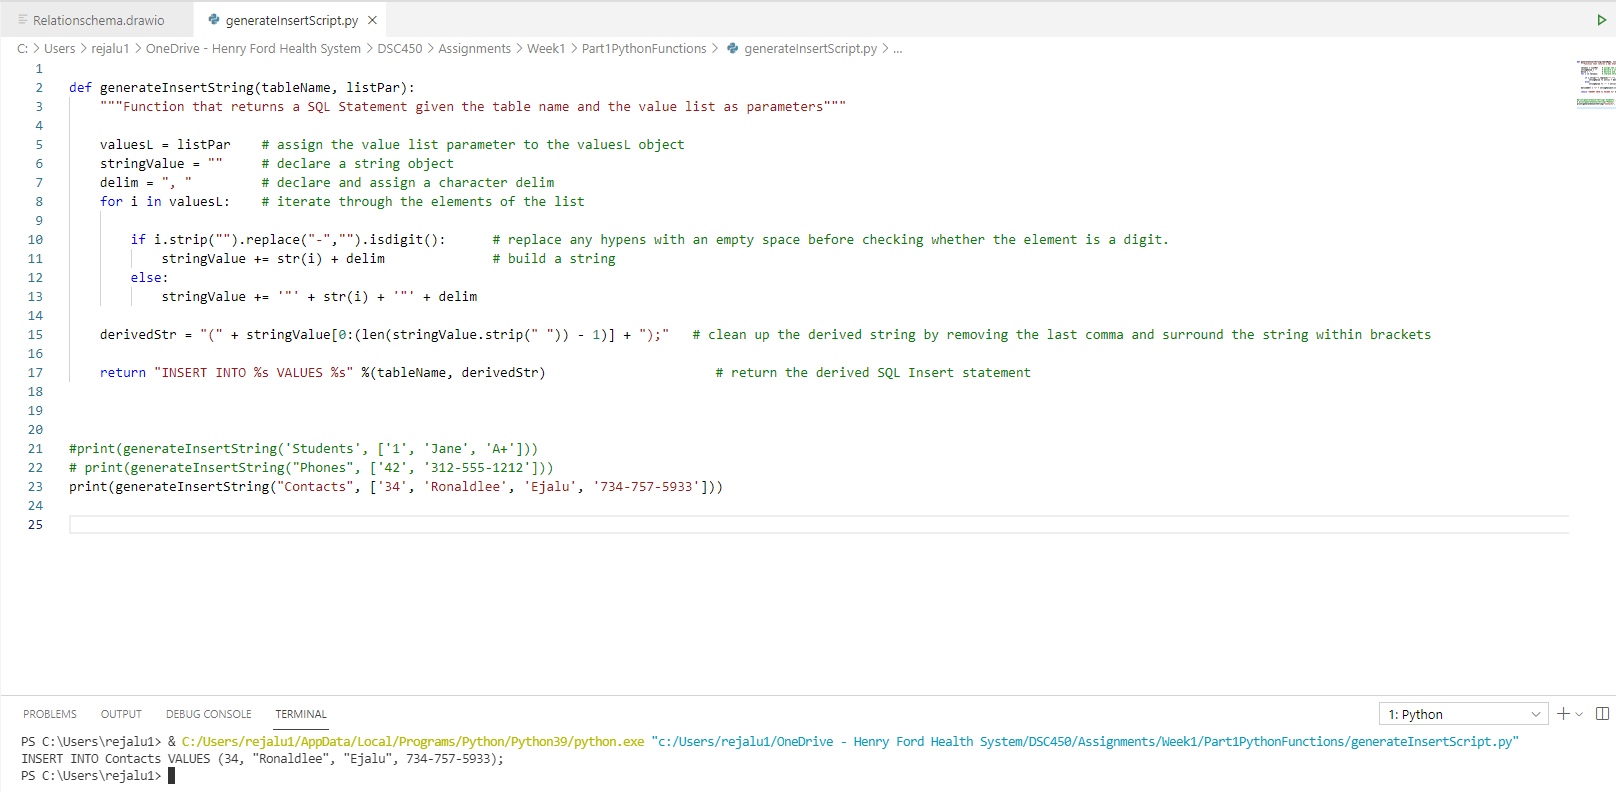 Relationschema.drawio
generateInsertScript.py
C: > Users > rejalu1 > OneDrive - Henry Ford Health System > DSC450 > Assignments > Week1 > Part1PythonFunctions > generateInsertScript.py > ...
1
2 def generateInsertString(tableName, listPar):
3 """Function that returns a SQL Statement given the table name and the value list as parameters"""
4
5 valuesL = listPar # assign the value list parameter to the valuesL object
6 stringValue = "" # declare a string object
7 delim = ", " # declare and assign a character delim
8 for i in valuesL: # iterate through the elements of the list
9
10 if i.strip("").replace("-","").isdigit(): # replace any hypens with an empty space before checking whether the element is a digit.
11 stringValue += str(i) + delim # build a string
12 else:
13 stringValue += '"' + str(i) + '"' + delim
14
15 derivedStr = "(" + stringValue[0:(len(stringValue.strip(" ")) - 1)] + ");" # clean up the derived string by removing the last comma and surround the string within brackets
16
17 return "INSERT INTO %s VALUES %s" %(tableName, derivedStr) # return the derived SQL Insert statement
18
19
20
21 #print(generateInsertString('Students', ['1', 'Jane', 'A+']))
22 # print(generateInsertString("Phones", ['42', '312-555-1212']))
23 print(generateInsertString("Contacts", ['34', 'Ronaldlee', 'Ejalu', '734-757-5933']))
24
25
PROBLEMS OUTPUT DEBUG CONSOLE TERMINAL 1: Python
PS C:\Users\rejalu1> & C:/Users/rejalu1/AppData/Local/Programs/Python/Python39/python.exe "c:/Users/rejalu1/OneDrive - Henry Ford Health System/DSC450/Assignments/Week1/Part1PythonFunctions/generateInsertScript.py"
INSERT INTO Contacts VALUES (34, "Ronaldlee", "Ejalu", 734-757-5933);
PS C:\Users\rejalu1>